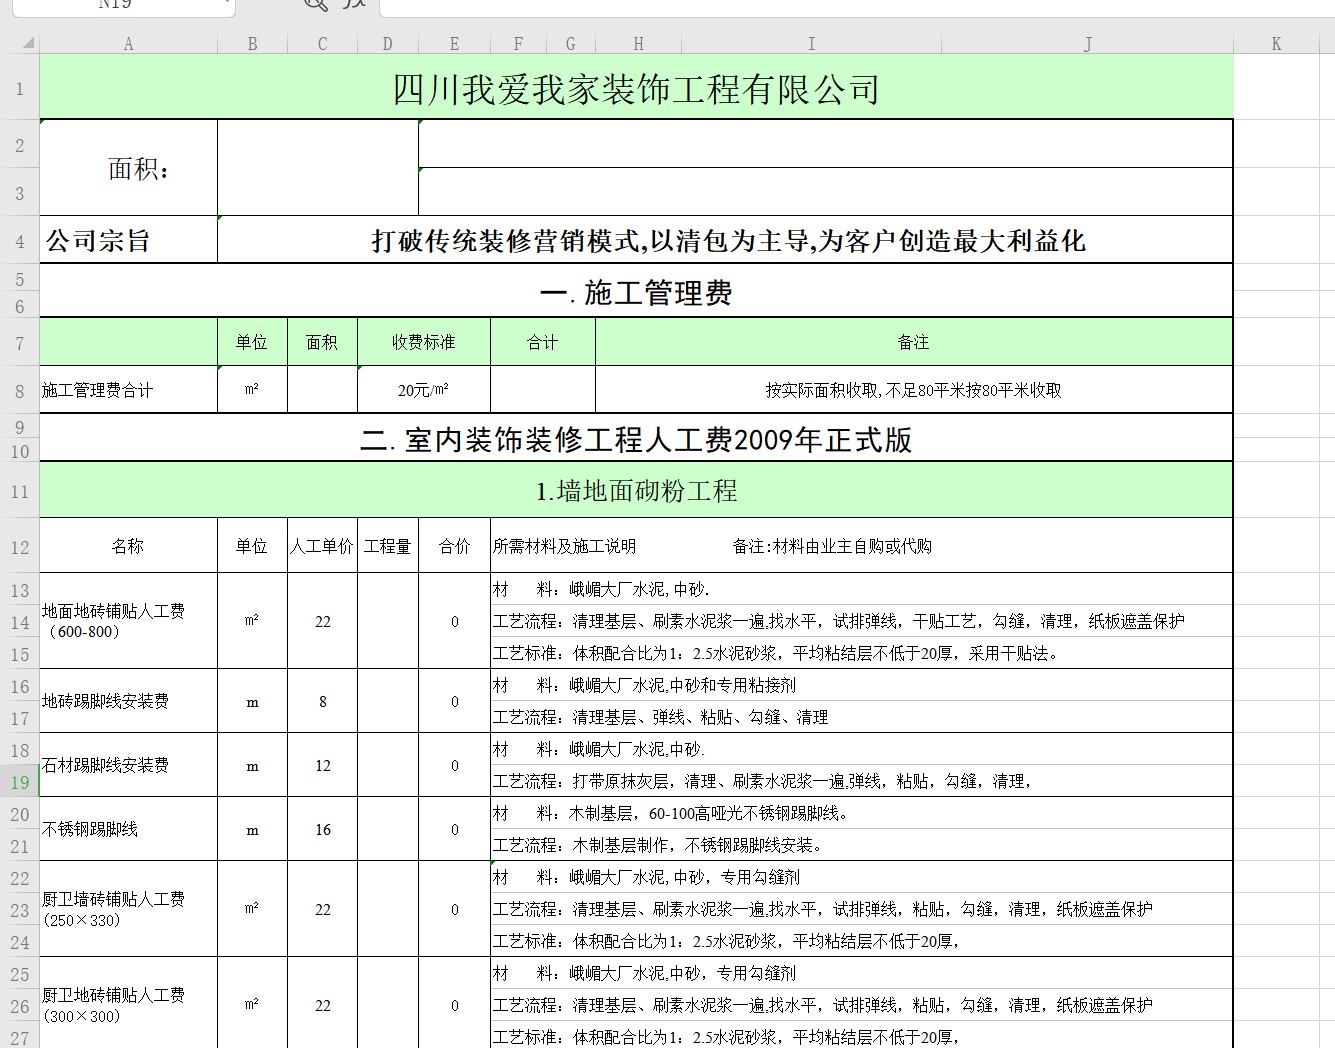 N19
fx
A B C D E F G H I J K
1 四川我爱我家装饰工程有限公司
2
面积：
3
4 公司宗旨 打破传统装修营销模式,以清包为主导,为客户创造最大利益化
5
一.施工管理费
6
7 单位 面积 收费标准 合计 备注
8 施工管理费合计 m² 20元/m² 按实际面积收取,不足80平米按80平米收取
9
二.室内装饰装修工程人工费2009年正式版
10
11 1.墙地面砌粉工程
12 名称 单位 人工单价 工程量 合价 所需材料及施工说明 备注:材料由业主自购或代购
13 材 料：峨嵋大厂水泥,中砂.
地面地砖铺贴人工费
14 m² 22 0 工艺流程：清理基层、刷素水泥浆一遍,找水平，试排弹线，干贴工艺，勾缝，清理，纸板遮盖保护
（600-800）
15 工艺标准：体积配合比为1：2.5水泥砂浆，平均粘结层不低于20厚，采用干贴法。
16 材 料：峨嵋大厂水泥,中砂和专用粘接剂
地砖踢脚线安装费 m 8 0
17 工艺流程：清理基层、弹线、粘贴、勾缝、清理
18 材 料：峨嵋大厂水泥,中砂.
石材踢脚线安装费 m 12 0
19 工艺流程：打带原抹灰层，清理、刷素水泥浆一遍,弹线，粘贴，勾缝，清理，
20 材 料：木制基层，60-100高哑光不锈钢踢脚线。
不锈钢踢脚线 m 16 0
21 工艺流程：木制基层制作，不锈钢踢脚线安装。
22 材 料：峨嵋大厂水泥,中砂，专用勾缝剂
厨卫墙砖铺贴人工费
23 m² 22 0 工艺流程：清理基层、刷素水泥浆一遍,找水平，试排弹线，粘贴，勾缝，清理，纸板遮盖保护
(250×330)
24 工艺标准：体积配合比为1：2.5水泥砂浆，平均粘结层不低于20厚，
25 材 料：峨嵋大厂水泥,中砂，专用勾缝剂
厨卫地砖铺贴人工费
26 m² 22 0 工艺流程：清理基层、刷素水泥浆一遍,找水平，试排弹线，粘贴，勾缝，清理，纸板遮盖保护
(300×300)
27 工艺标准：体积配合比为1：2.5水泥砂浆，平均粘结层不低于20厚，